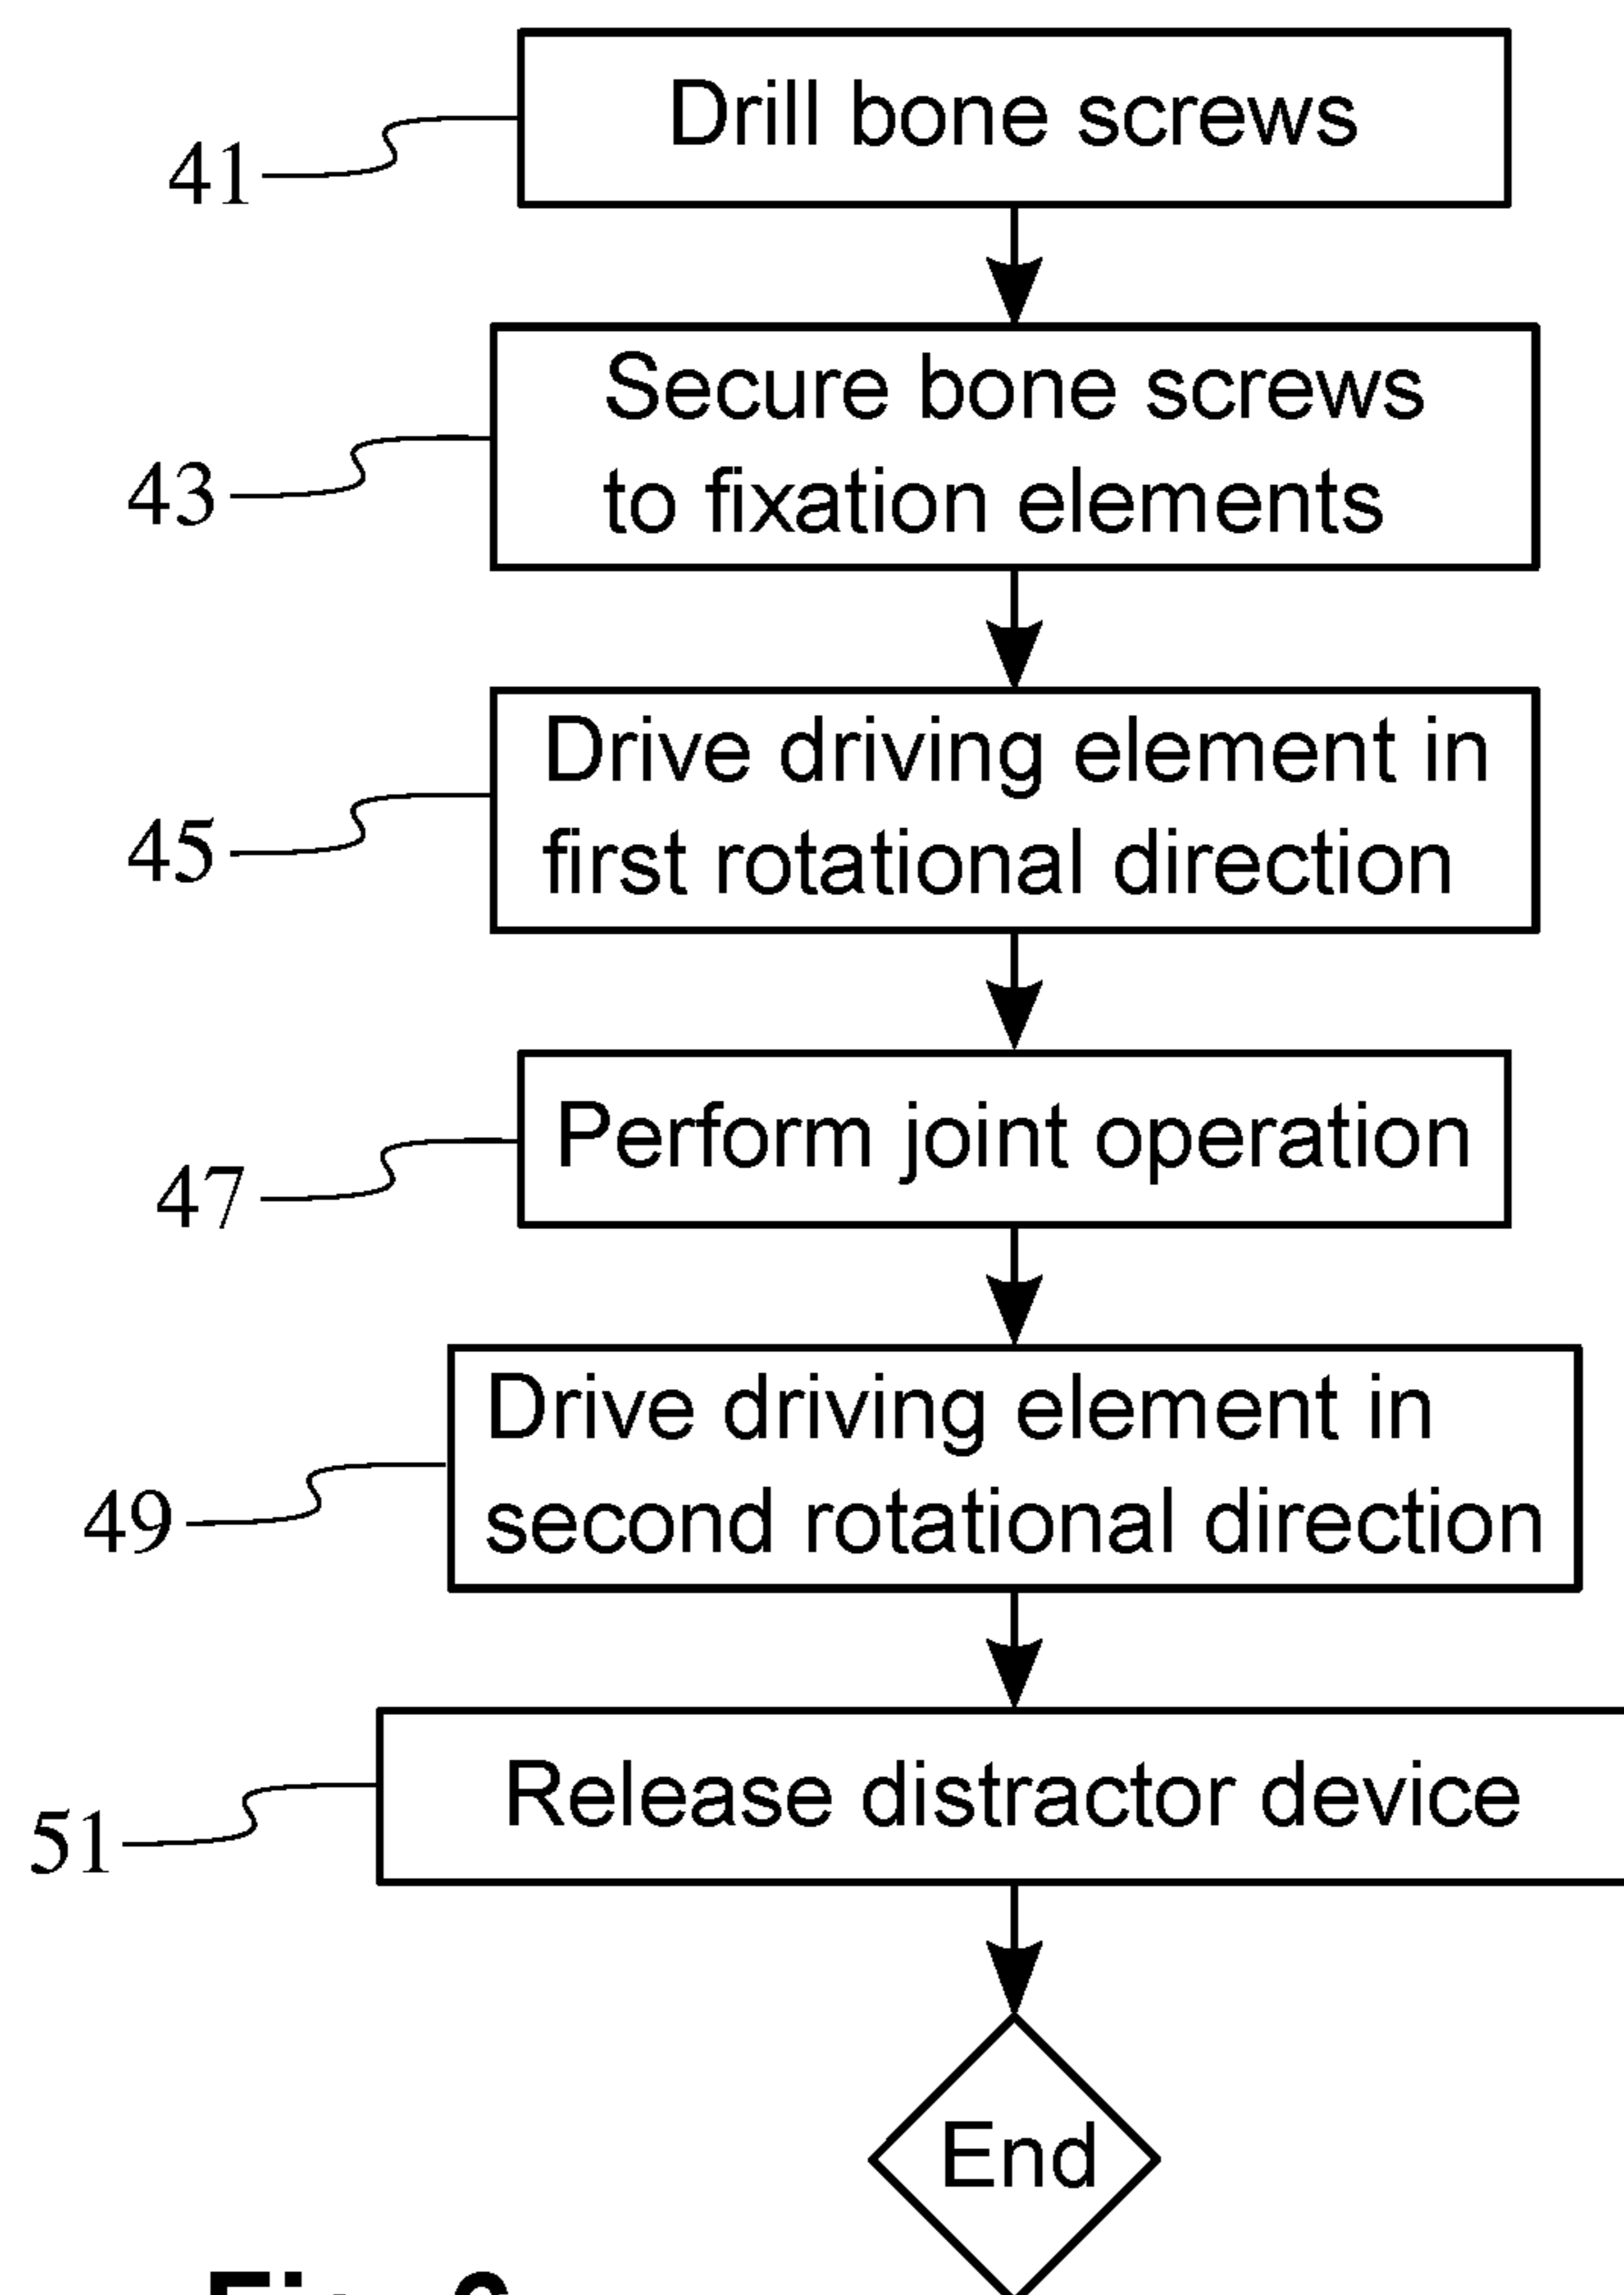 41
Drill bone screws
43
Secure bone screws
to fixation elements
45
Drive driving element in
first rotational direction
47
Perform joint operation
49
Drive driving element in
second rotational direction
51
Release distractor device
End